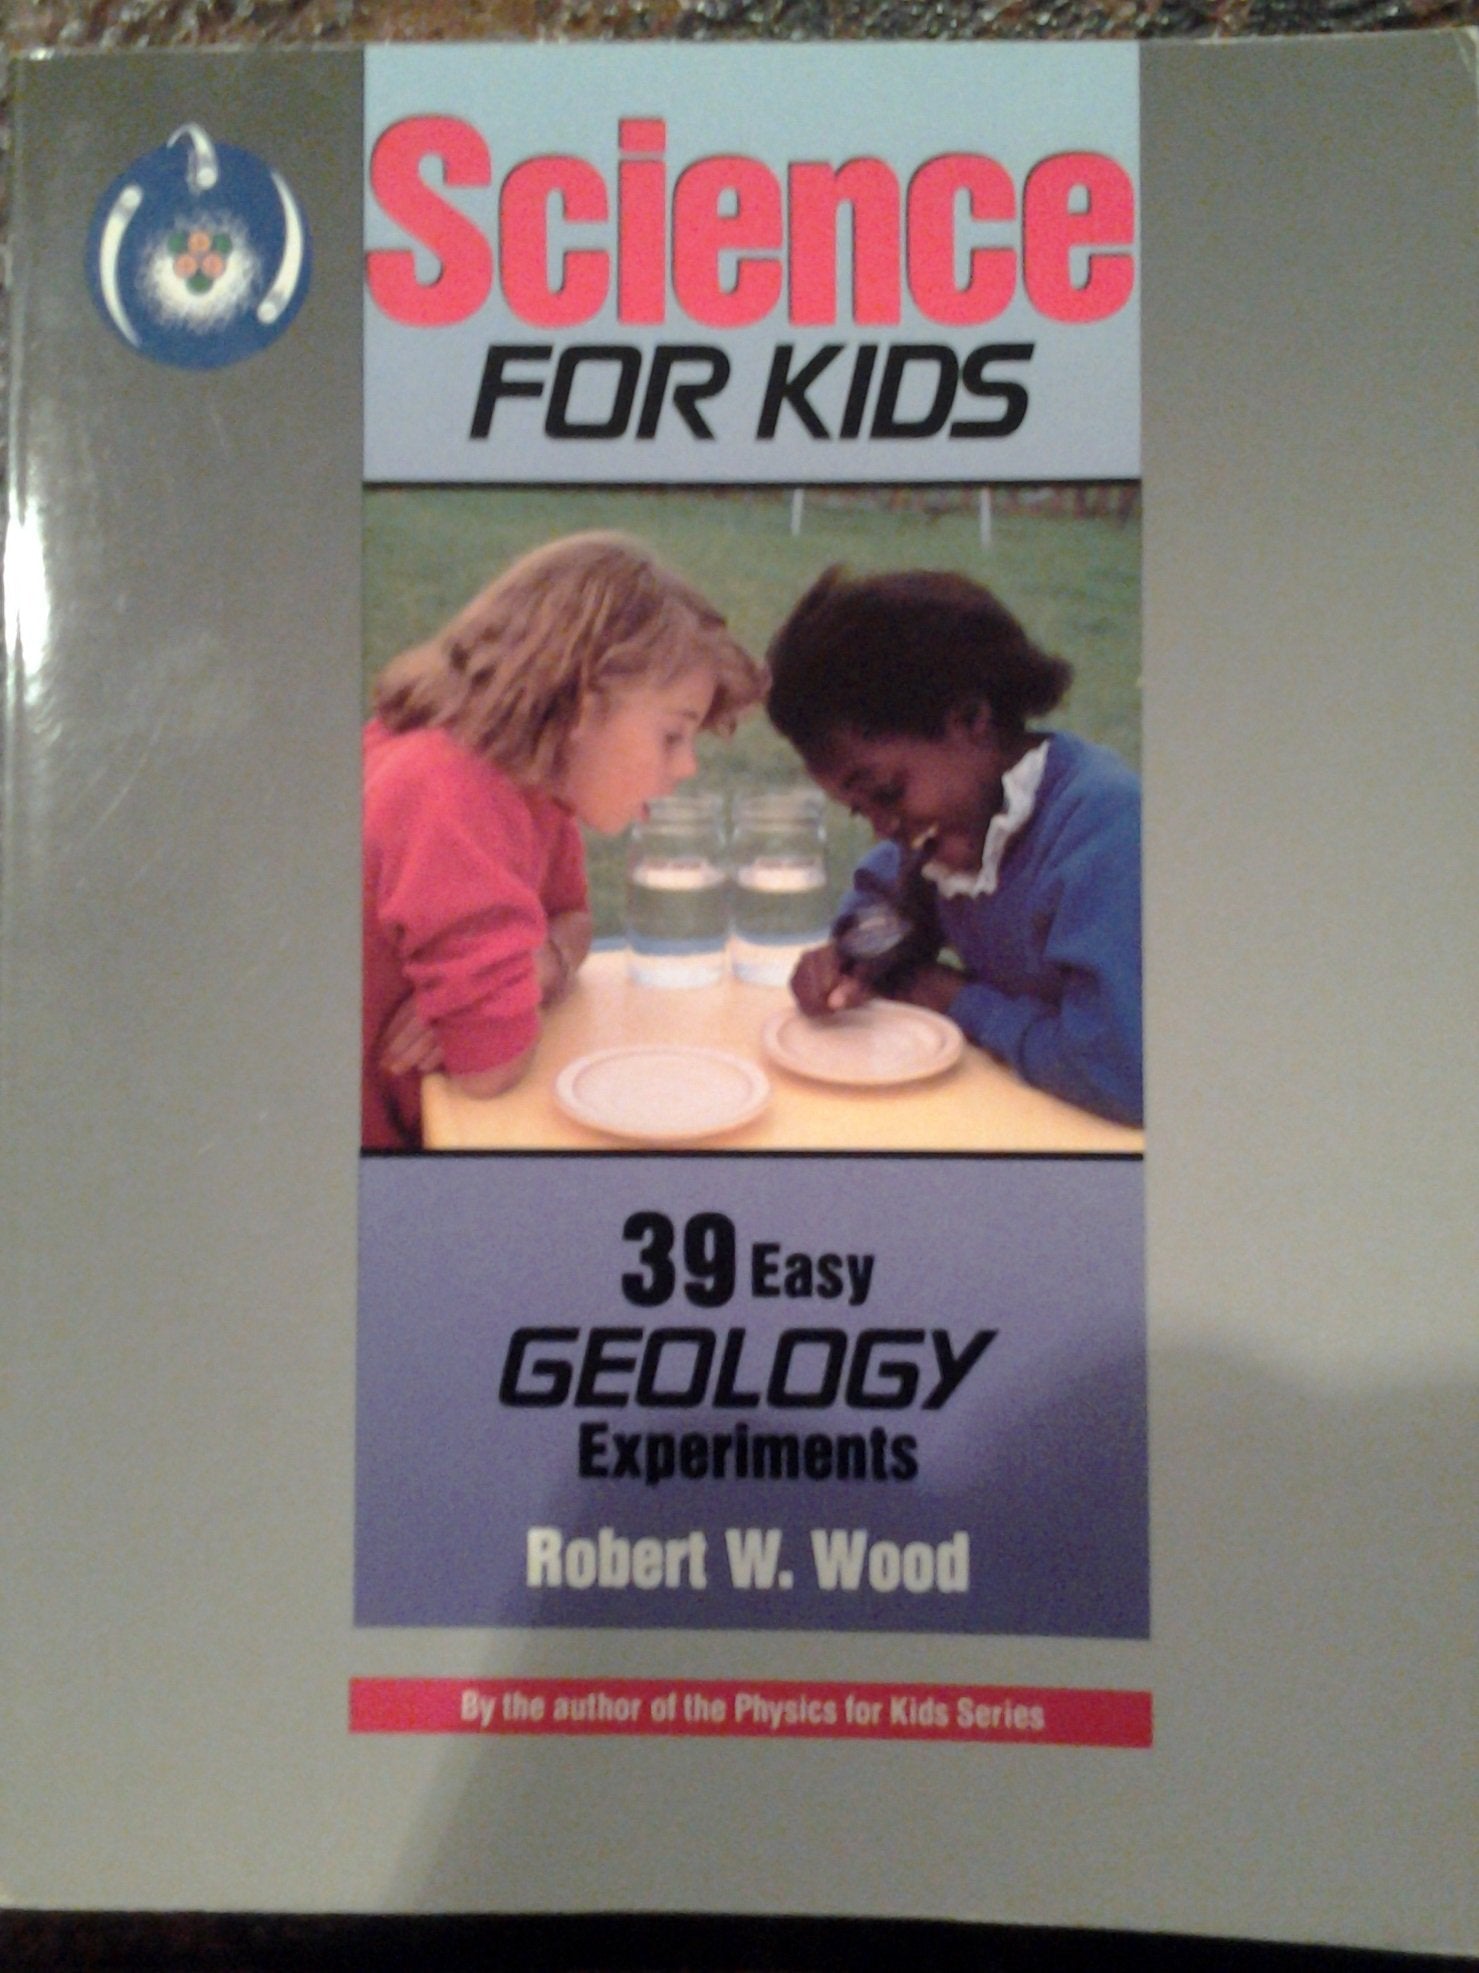 Science
FOR KIDS
39 Easy
GEOLOGY
Experiments
Robert W. Wood
By the author of the Physics for Kids Series